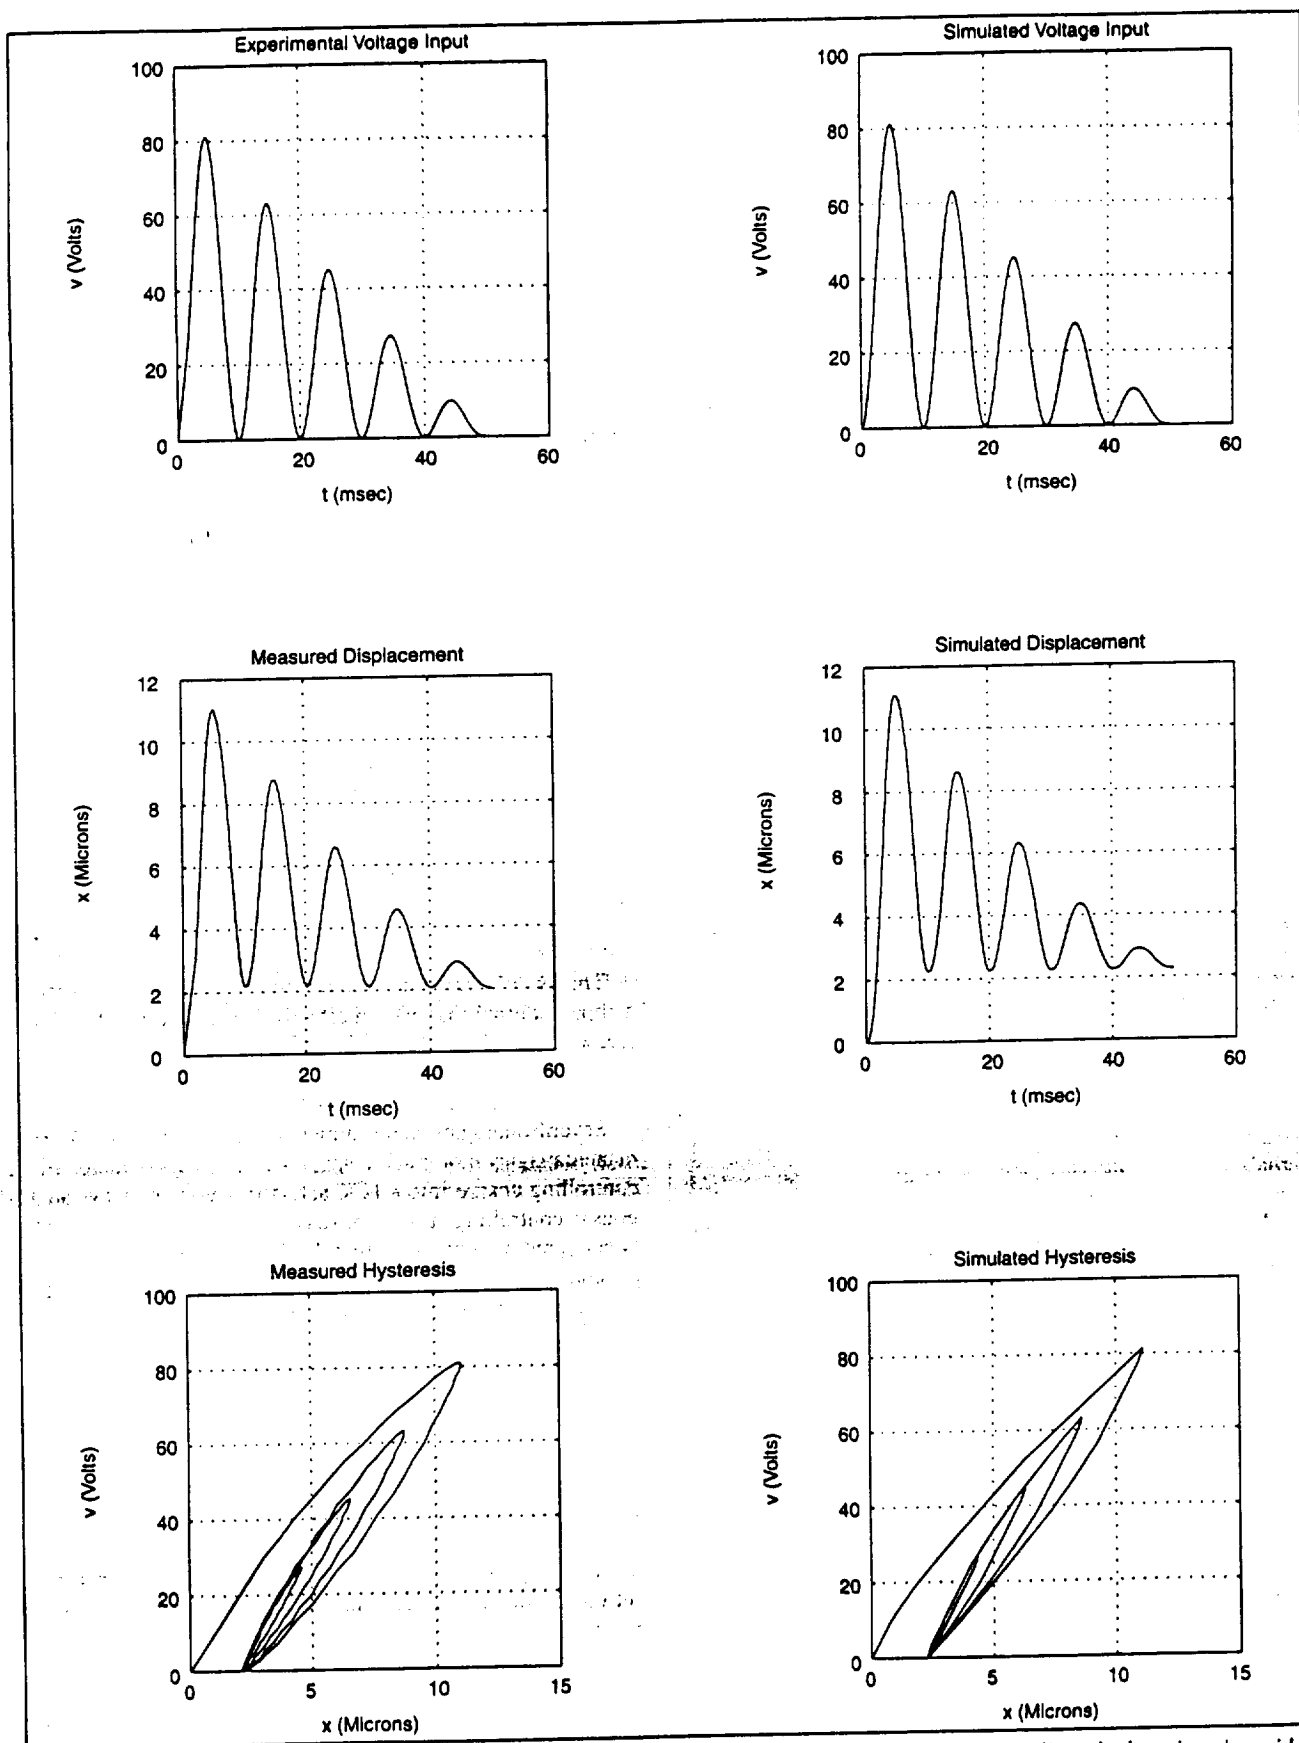 Experimental Voltage Input
100
80
60
40
20
0
v (Volts)
0 20 40 60
t (msec)
Simulated Voltage Input
100
80
60
40
20
0
v (Volts)
0 20 40 60
t (msec)
Measured Displacement
12
10
8
6
4
2
0
x (Microns)
0 20 40 60
t (msec)
Simulated Displacement
12
10
8
6
4
2
0
x (Microns)
0 20 40 60
t (msec)
Measured Hysteresis
100
80
60
40
20
0
v (Volts)
0 5 10 15
x (Microns)
Simulated Hysteresis
100
80
60
40
20
0
v (Volts)
0 5 10 15
x (Microns)